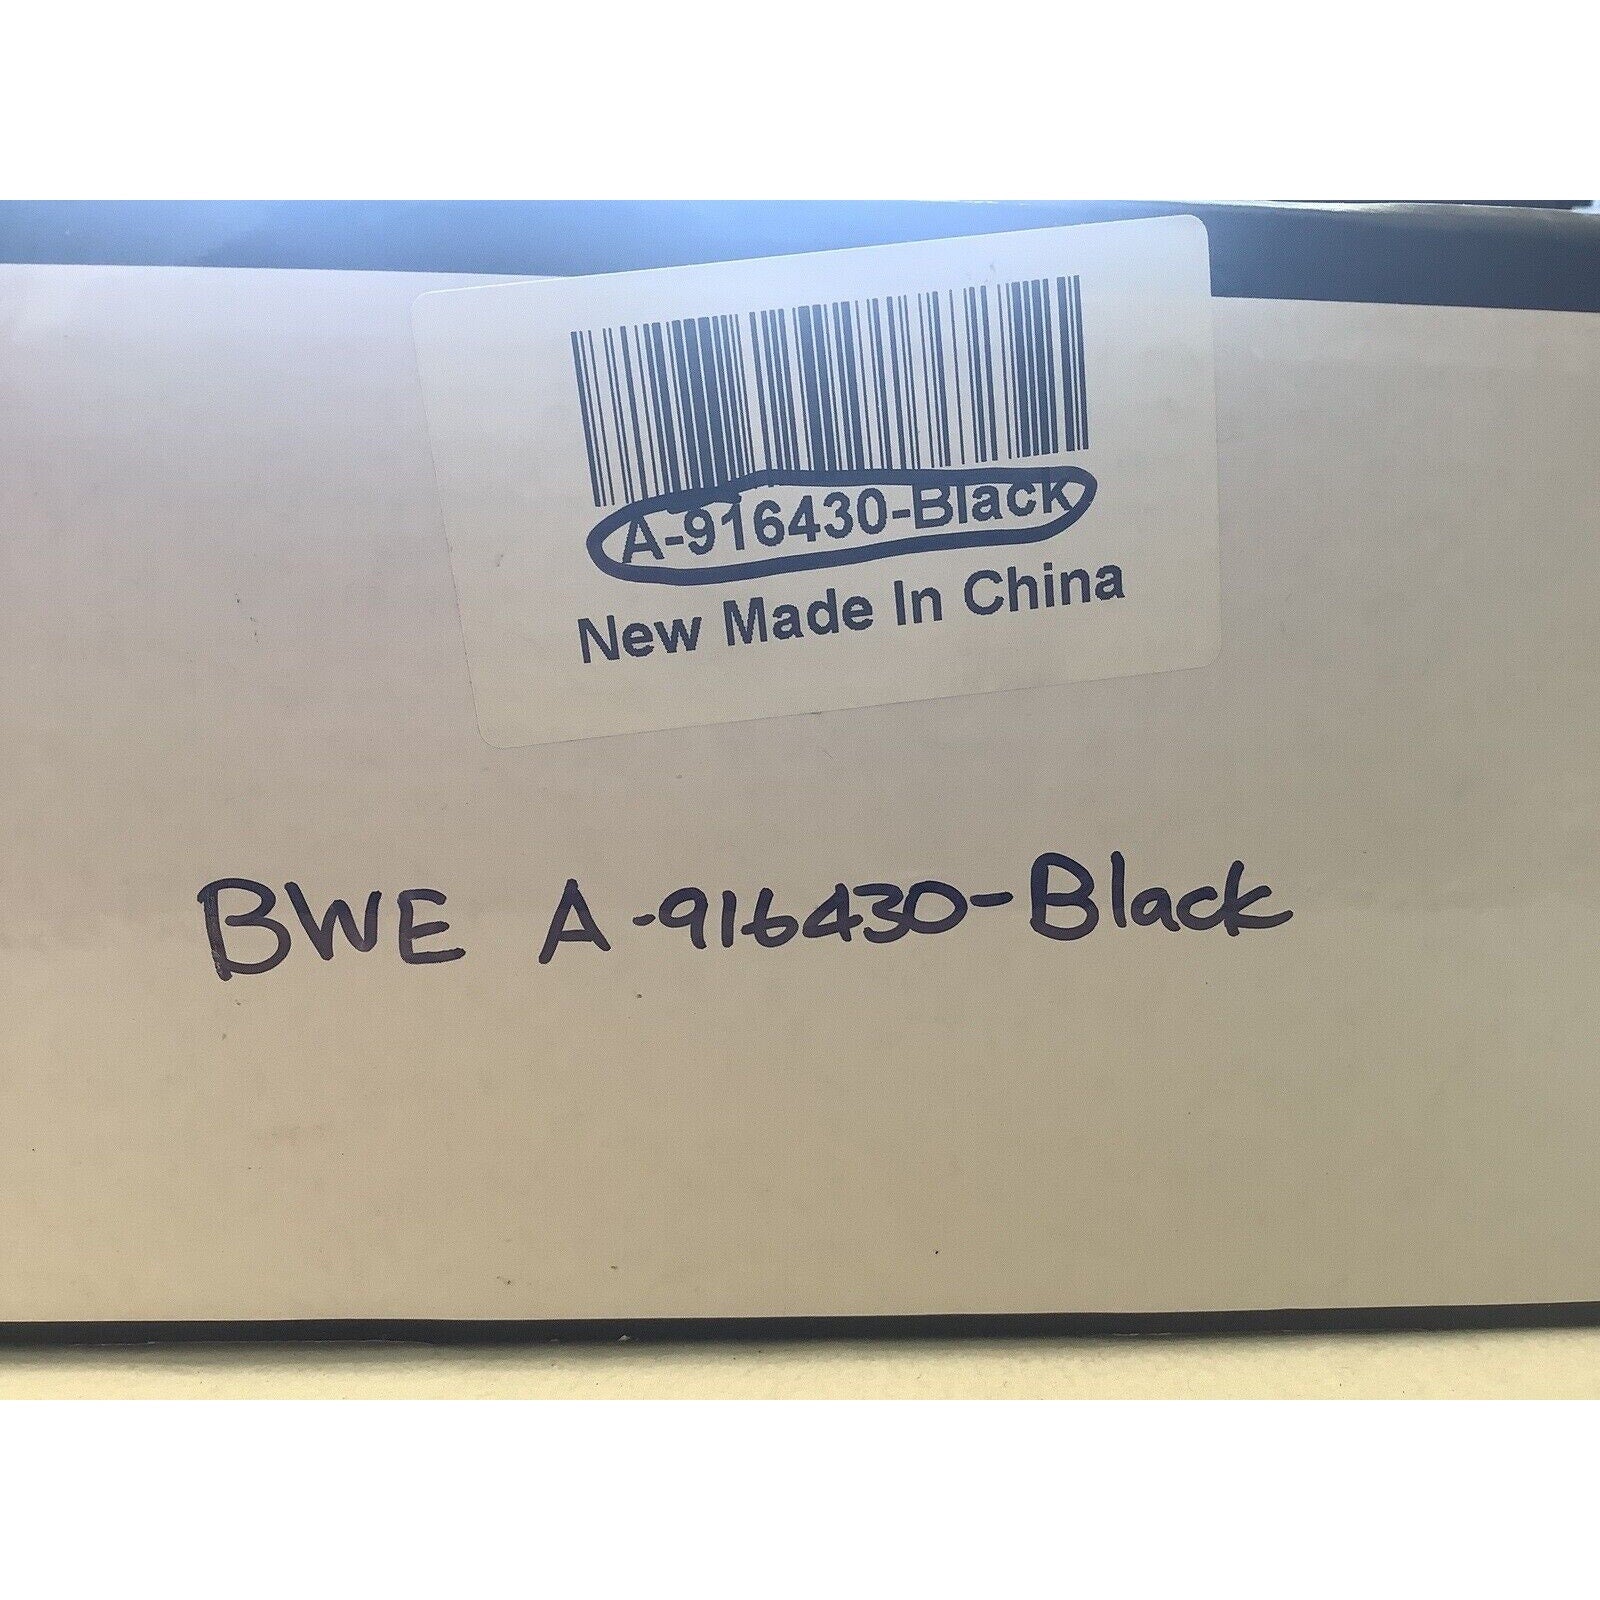 A-916430-Black
New Made In China
BWE A-916430-Black